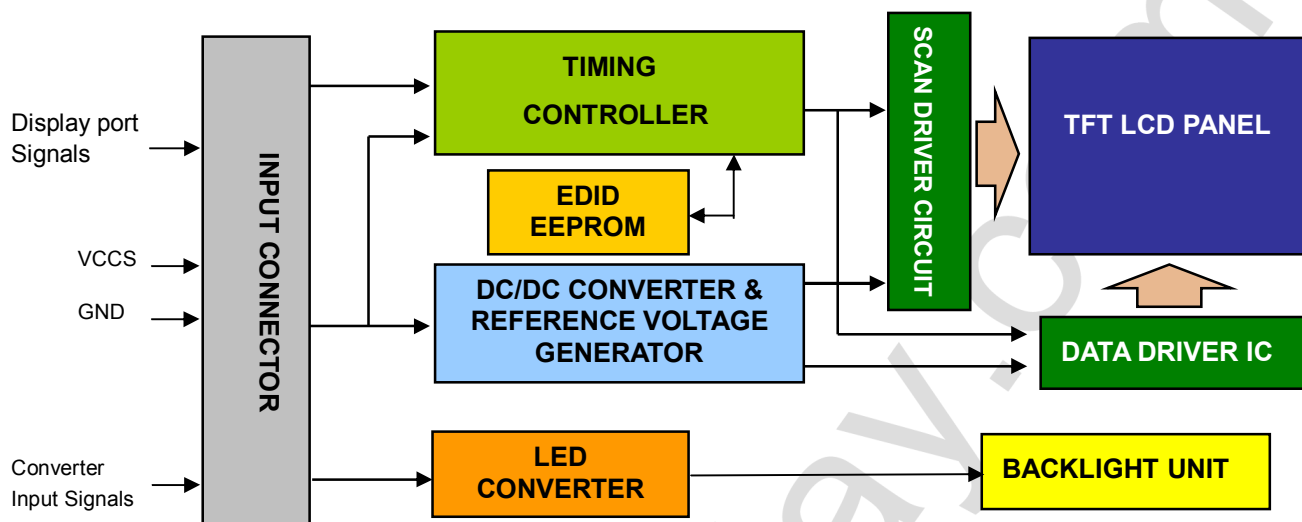 Display port
Signals
VCCS
GND
Converter
Input Signals
INPUT CONNECTOR
TIMING
CONTROLLER
EDID
EEPROM
DC/DC CONVERTER &
REFERENCE VOLTAGE
GENERATOR
LED
CONVERTER
SCAN DRIVER CIRCUIT
TFT LCD PANEL
DATA DRIVER IC
BACKLIGHT UNIT